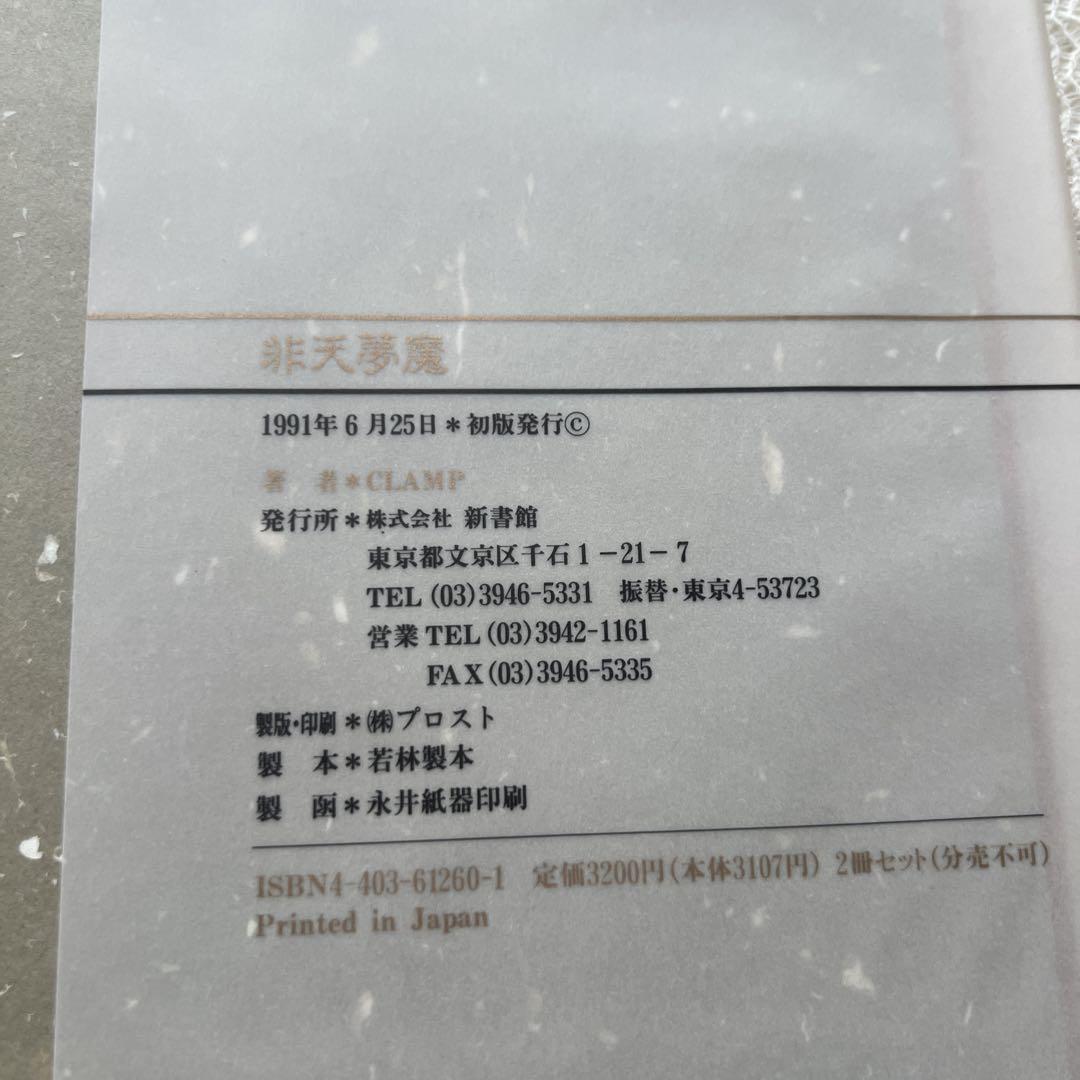 非天夢魔
1991年6月25日＊初版発行Ⓒ
著　者＊CLAMP
発行所＊株式会社 新書館
東京都文京区千石1－21－7
TEL (03)3946-5331　振替・東京4-53723
営業 TEL (03)3942-1161
FAX (03)3946-5335
製版・印刷＊㈱プロスト
製　本＊若林製本
製　函＊永井紙器印刷
ISBN4-403-61260-1　定価3200円（本体3107円）2冊セット（分売不可）
Printed in Japan